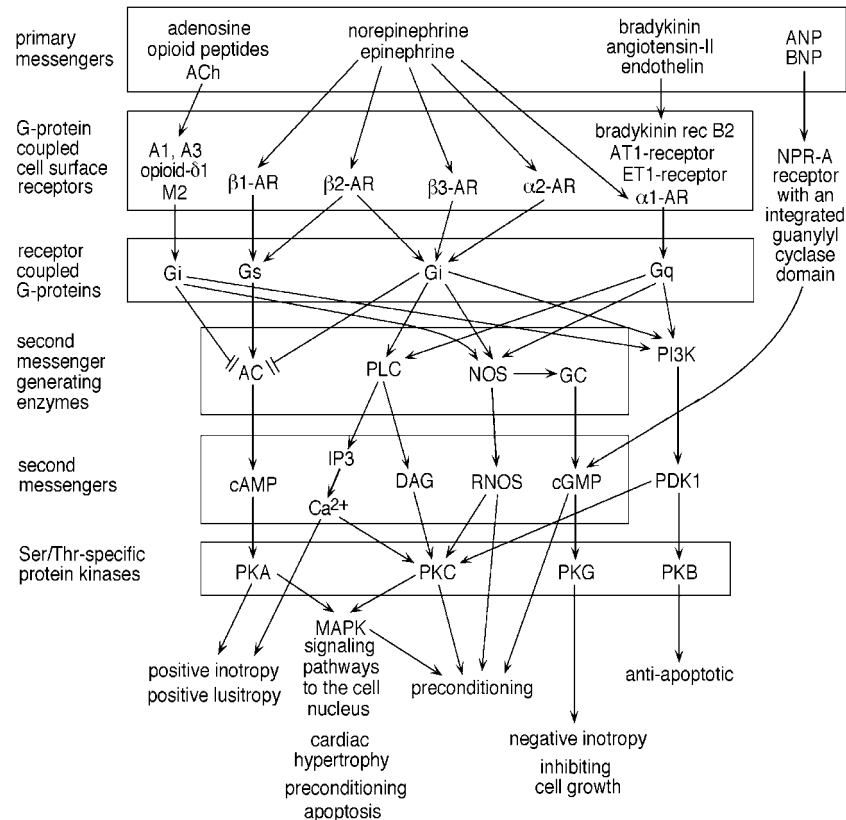 primary
messengers
adenosine
opioid peptides
ACh
norepinephrine
epinephrine
bradykinin
angiotensin-II
endothelin
ANP
BNP
G-protein
coupled
cell surface
receptors
A1, A3
opioid-δ1
M2
β1-AR
β2-AR
β3-AR
α2-AR
bradykinin rec B2
AT1-receptor
ET1-receptor
α1-AR
NPR-A
receptor
with an
integrated
guanylyl
cyclase
domain
receptor
coupled
G-proteins
Gi
Gs
Gi
Gq
second
messenger
generating
enzymes
AC
PLC
NOS
GC
PI3K
second
messengers
cAMP
IP3
Ca2+
DAG
RNOS
cGMP
PDK1
Ser/Thr-specific
protein kinases
PKA
PKC
PKG
PKB
positive inotropy
positive lusitropy
MAPK
signaling
pathways
to the cell
nucleus
cardiac
hypertrophy
preconditioning
apoptosis
preconditioning
negative inotropy
inhibiting
cell growth
anti-apoptotic